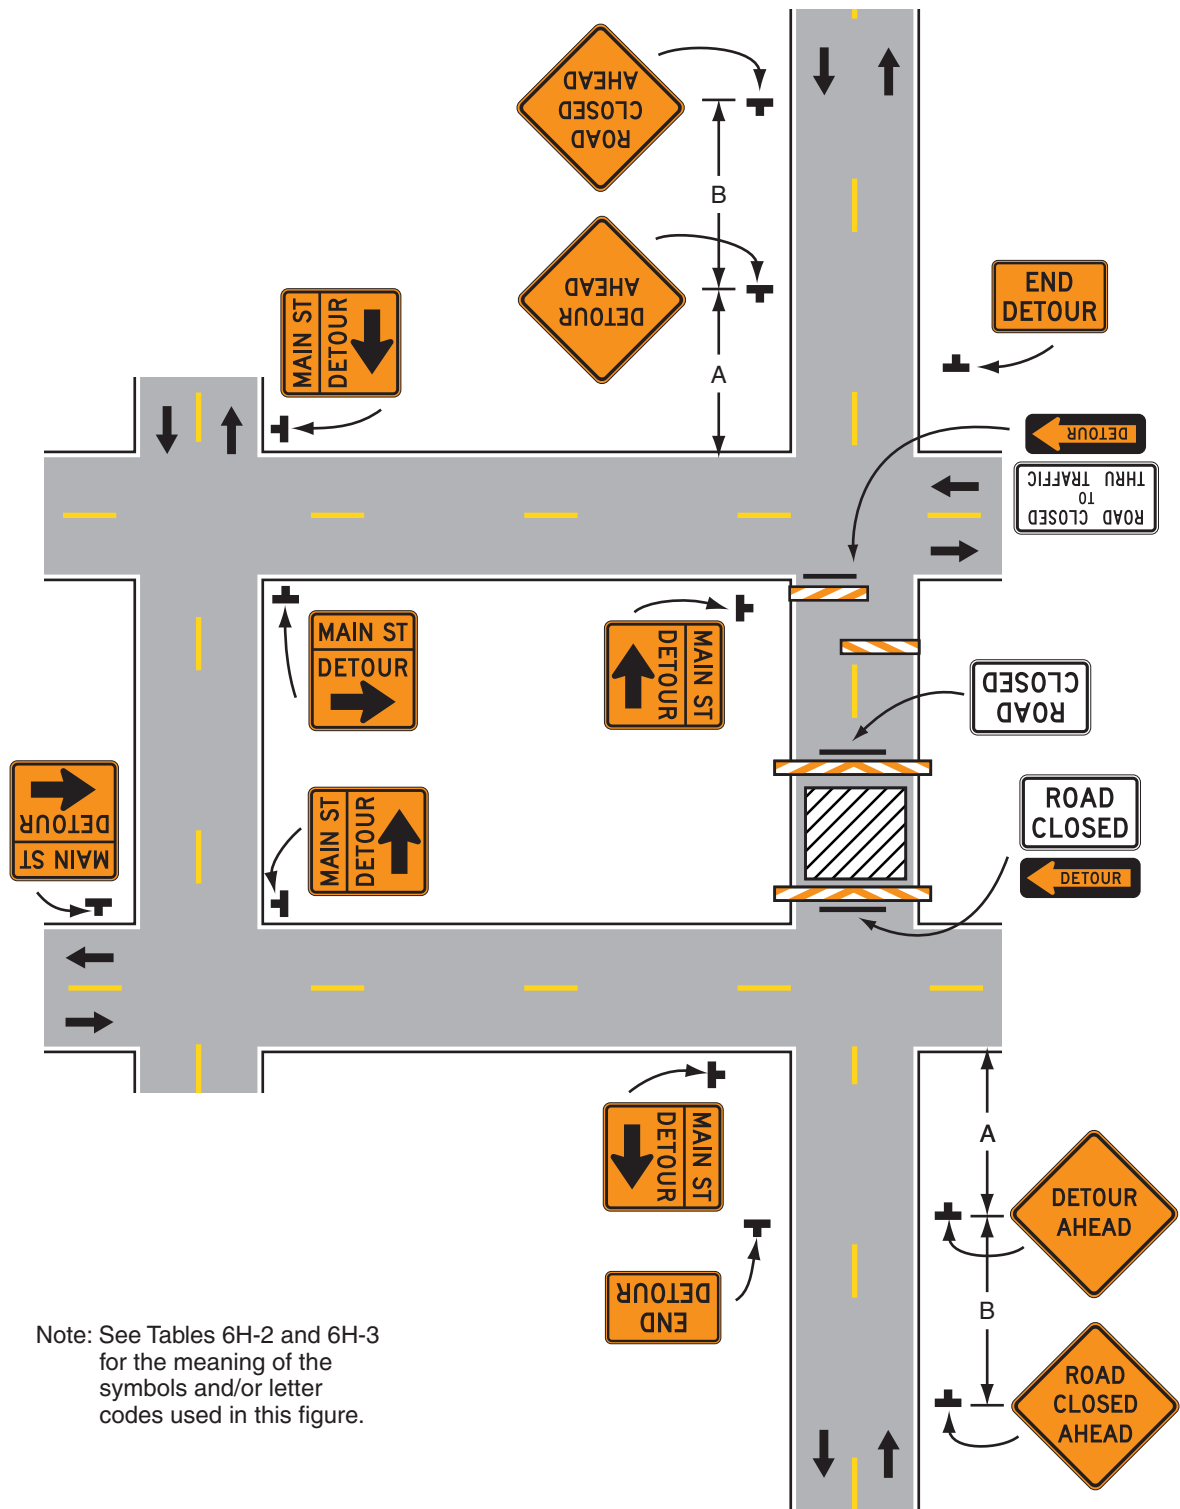 ROAD
CLOSED
AHEAD
B
DETOUR
AHEAD
A
MAIN ST
DETOUR
END
DETOUR
DETOUR
ROAD CLOSED
TO
THRU TRAFFIC
MAIN ST
DETOUR
MAIN ST
DETOUR
ROAD
CLOSED
MAIN ST
DETOUR
MAIN ST
DETOUR
ROAD
CLOSED
DETOUR
MAIN ST
DETOUR
A
DETOUR
AHEAD
END
DETOUR
B
ROAD
CLOSED
AHEAD
Note: See Tables 6H-2 and 6H-3
for the meaning of the
symbols and/or letter
codes used in this figure.